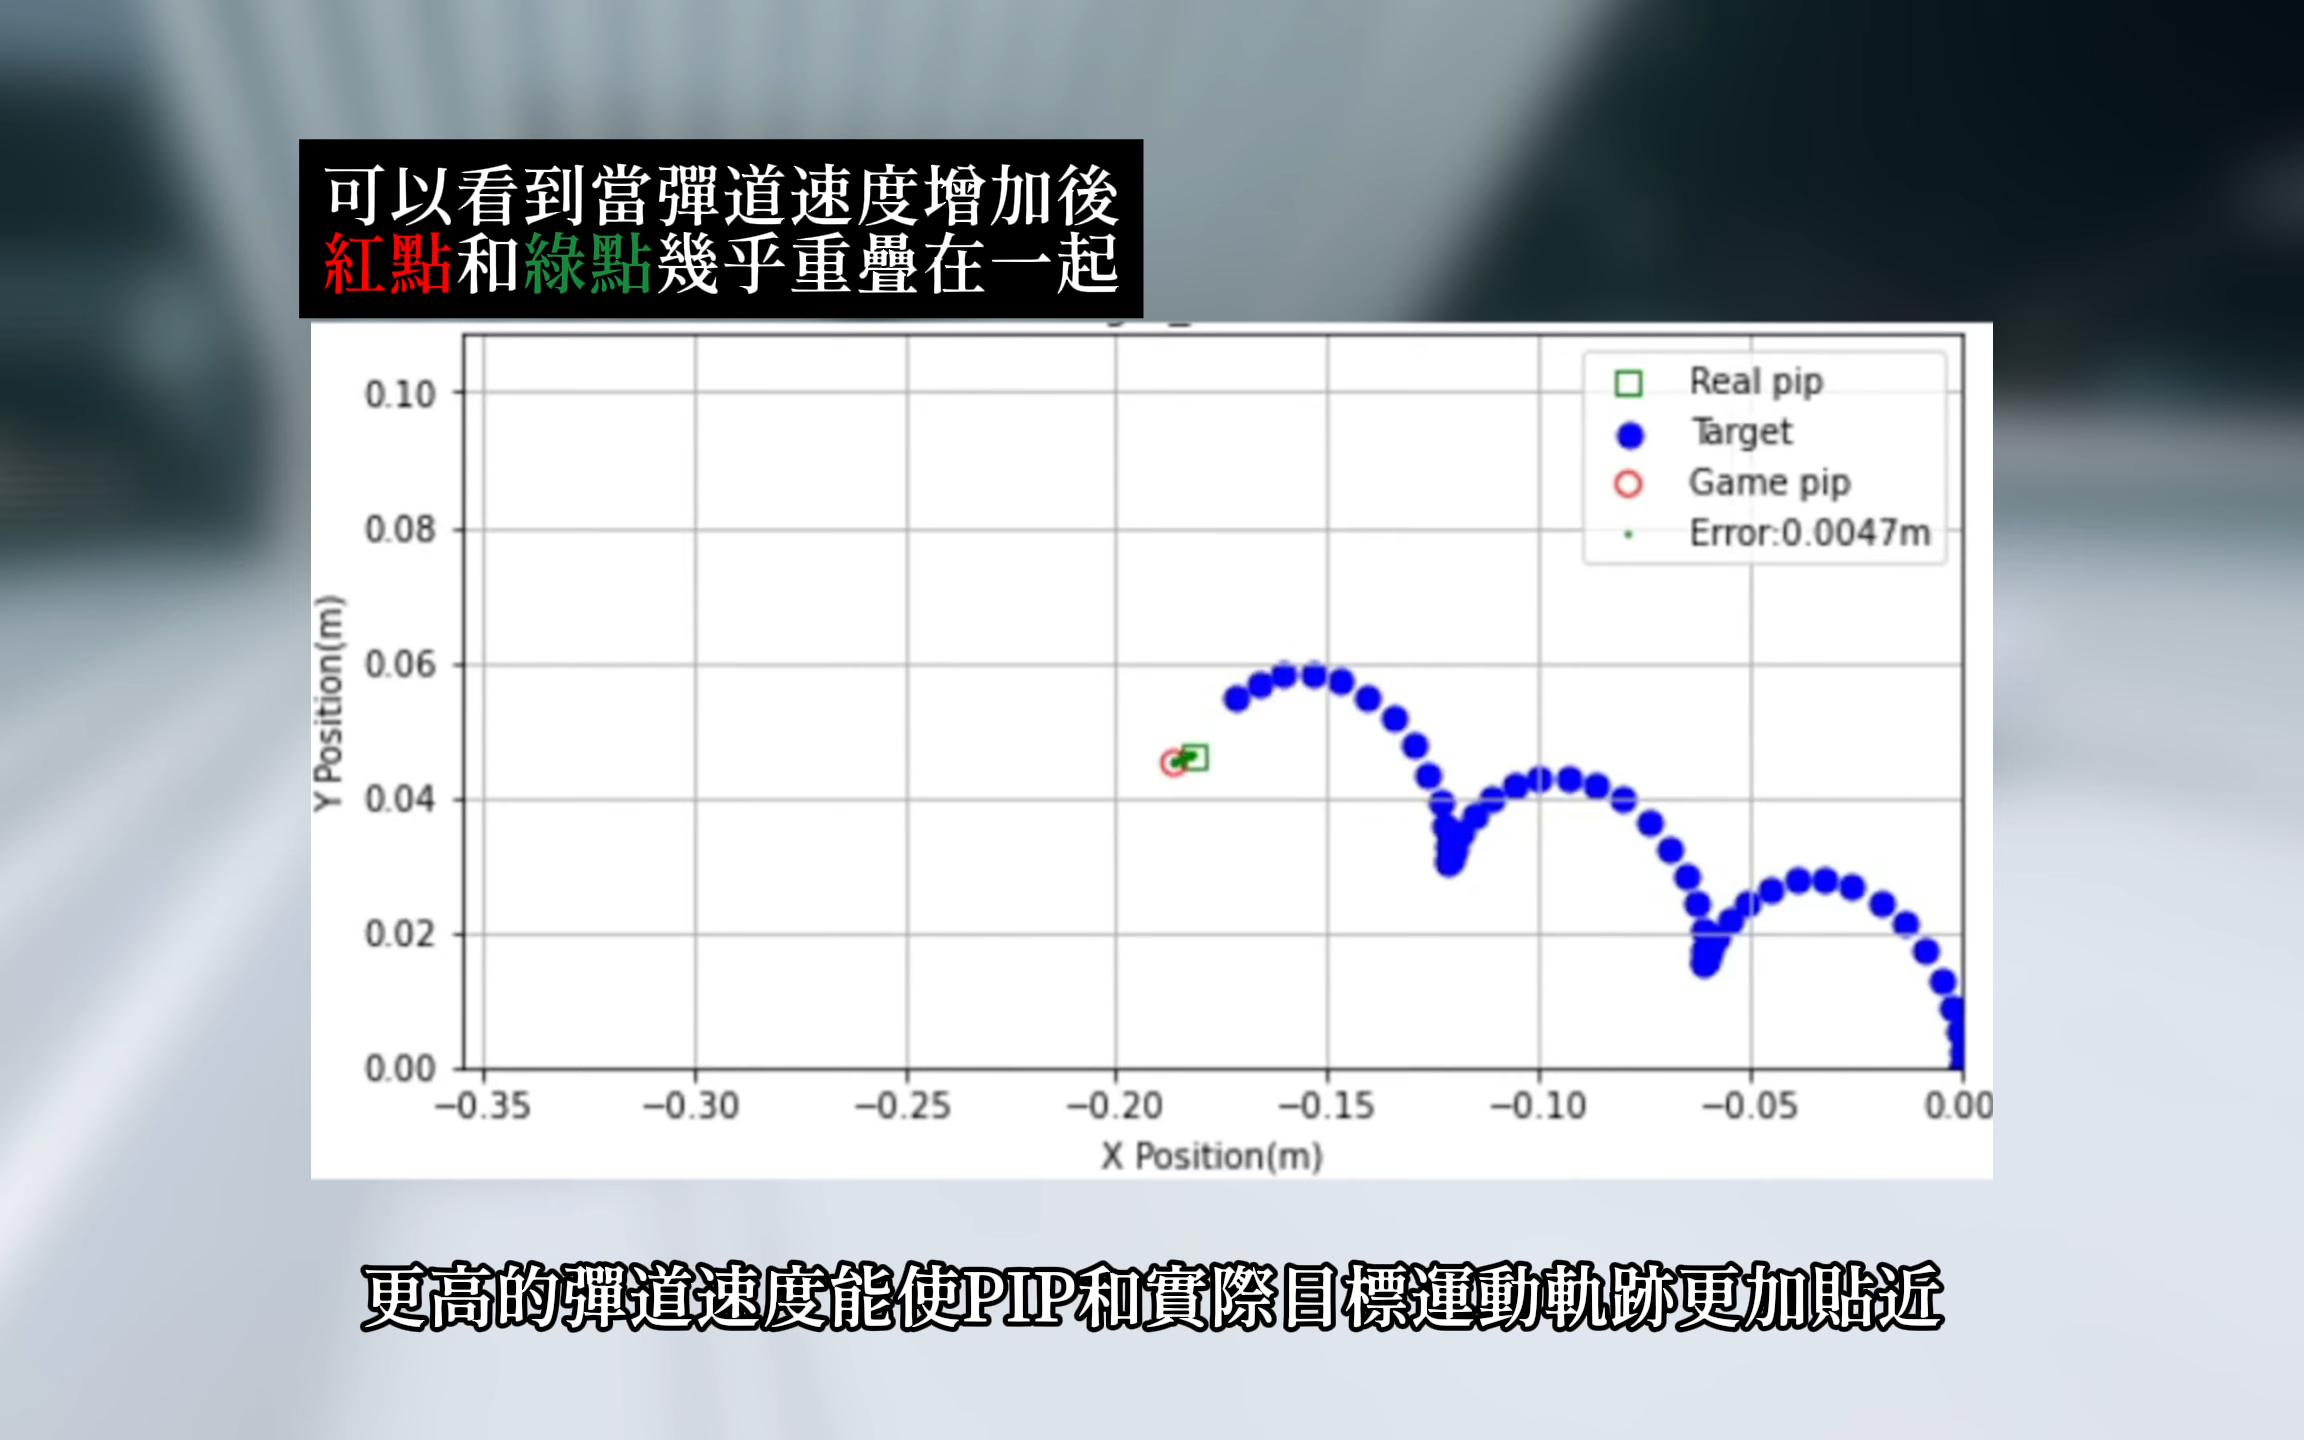 可以看到當彈道速度增加後
紅點和綠點幾乎重疊在一起
Real pip
Target
Game pip
Error:0.0047m
Y Position(m)
0.10
0.08
0.06
0.04
0.02
0.00
−0.35 −0.30 −0.25 −0.20 −0.15 −0.10 −0.05 0.00
X Position(m)
更高的彈道速度能使PIP和實際目標運動軌跡更加貼近